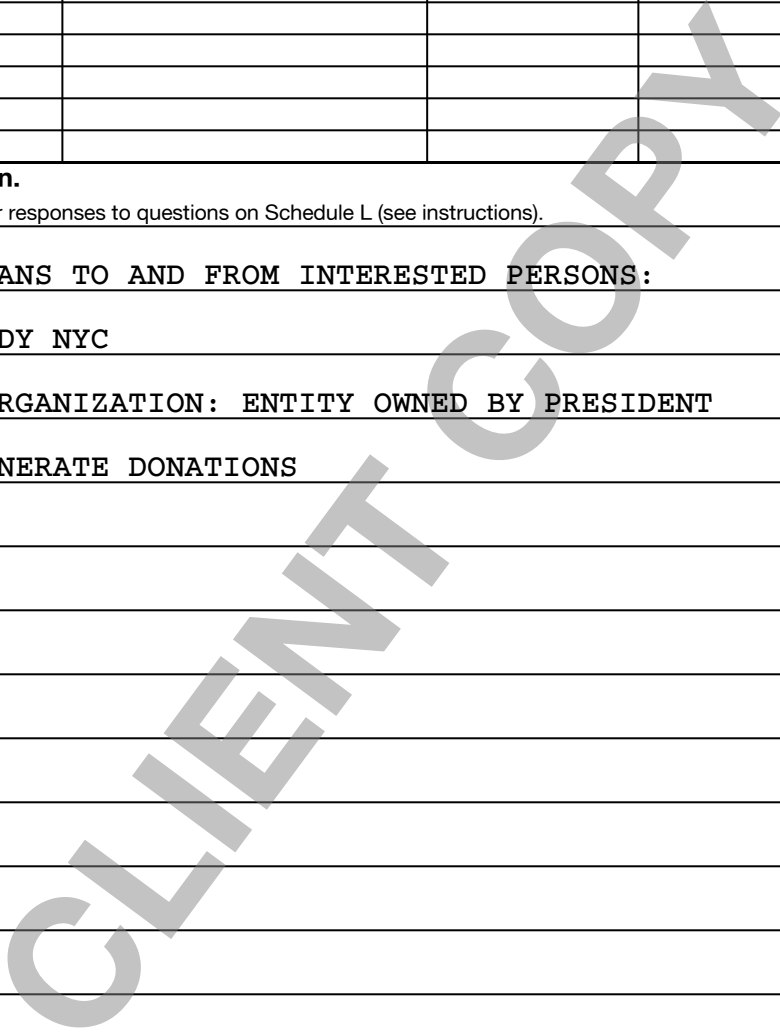 n.
r responses to questions on Schedule L (see instructions).
ANS TO AND FROM INTERESTED PERSONS:
DY NYC
RGANIZATION: ENTITY OWNED BY PRESIDENT
NERATE DONATIONS
CLIENT COPY